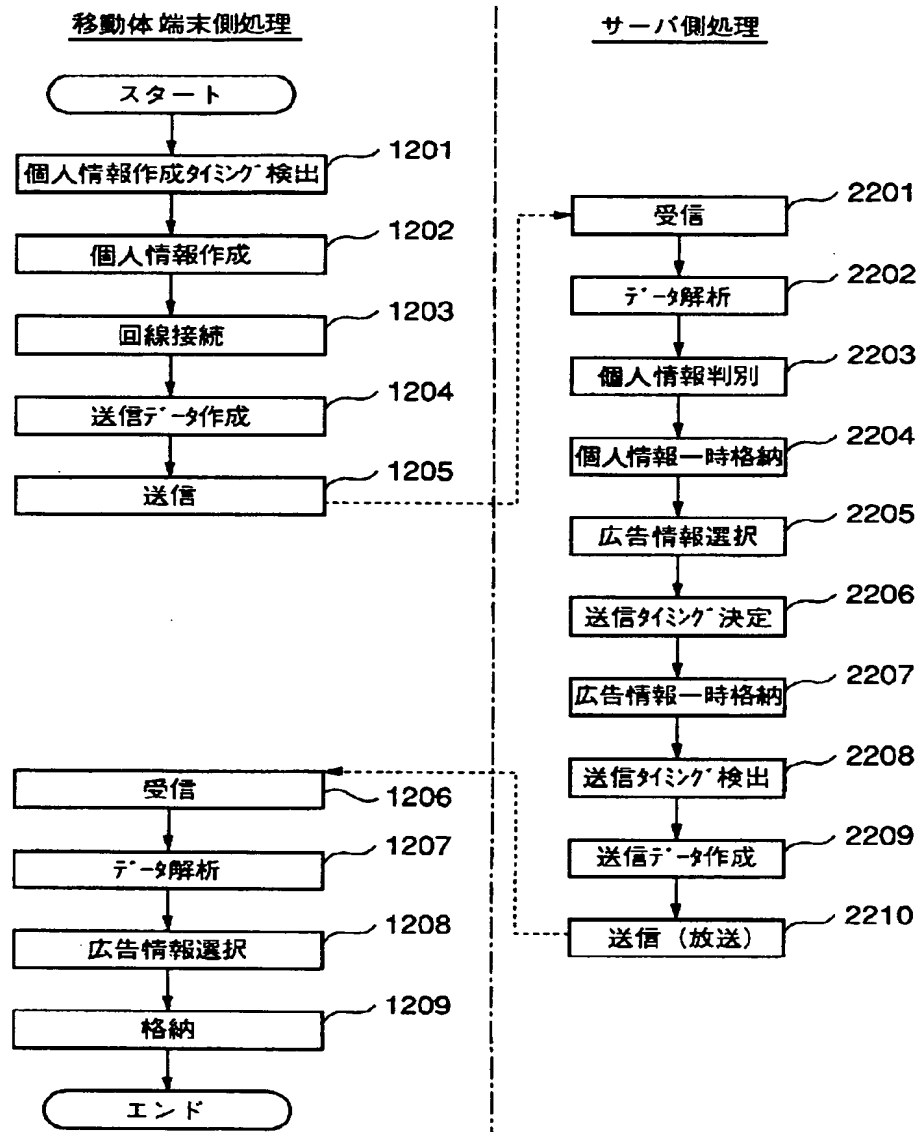 移動体端末側処理
スタート
個人情報作成タイミング検出
1201
個人情報作成
1202
回線接続
1203
送信データ作成
1204
送信
1205
受信
1206
データ解析
1207
広告情報選択
1208
格納
1209
エンド
サーバ側処理
受信
2201
データ解析
2202
個人情報判別
2203
個人情報一時格納
2204
広告情報選択
2205
送信タイミング決定
2206
広告情報一時格納
2207
送信タイミング検出
2208
送信データ作成
2209
送信（放送）
2210